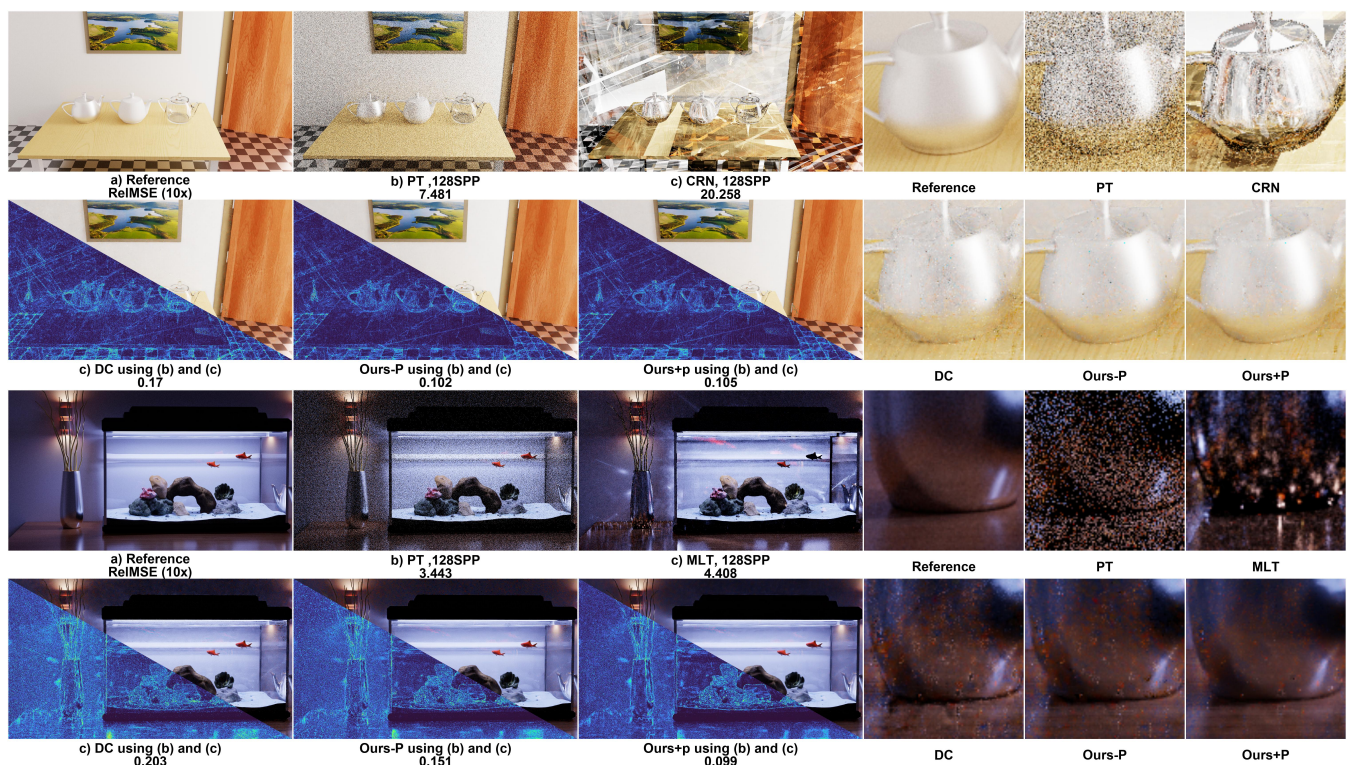 a) Reference
RelMSE (10x)
b) PT ,128SPP
7.481
c) CRN, 128SPP
20.258
Reference
PT
CRN
c) DC using (b) and (c)
0.17
Ours-P using (b) and (c)
0.102
Ours+p using (b) and (c)
0.105
DC
Ours-P
Ours+P
a) Reference
RelMSE (10x)
b) PT ,128SPP
3.443
c) MLT, 128SPP
4.408
Reference
PT
MLT
c) DC using (b) and (c)
0.203
Ours-P using (b) and (c)
0.151
Ours+p using (b) and (c)
0.099
DC
Ours-P
Ours+P